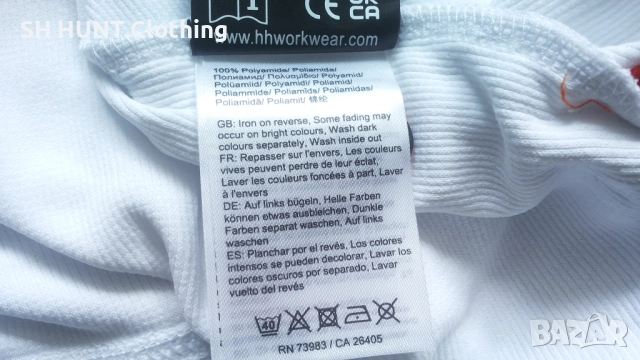 SH HUNT Clothing
i CE UKCA
www.hhworkwear.com
100% Polyamide/ Poliamida/
Полиамид/ Πολυαμίδιο/ Polyamid/
Polüamiid/ Polyamidi/ Poliamid/
Poliammide/ Poliamīds/ Poliamidas/
Poliamidă/ Poliamit/ 锦纶
GB: Iron on reverse, Some fading may
occur on bright colours, Wash dark
colours separately, Wash inside out
FR: Repasser sur l'envers, Les couleurs
vives peuvent perdre de leur éclat,
Laver les couleurs foncées à part, Laver
à l'envers
DE: Auf links bügeln, Helle Farben
können etwas ausbleichen, Dunkle
Farben separat waschen, Auf links
waschen
ES: Planchar por el revés, Los colores
intensos se pueden decolorar, Lavar los
colores oscuros por separado, Lavar
vuelto del revés
40
RN 73983 / CA 26405
BAZAR
bg